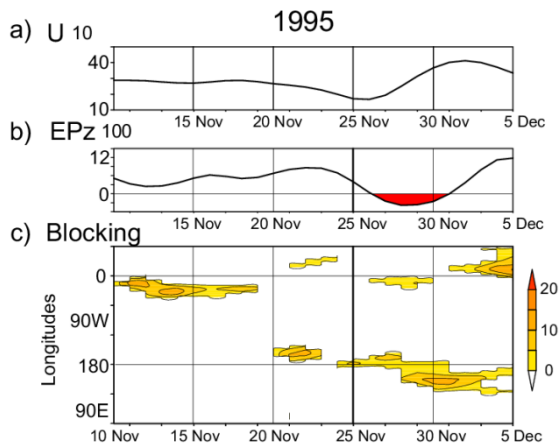 1995
a) U 10
40
10
15 Nov 20 Nov 25 Nov 30 Nov 5 Dec
b) EPz 100
12
0
15 Nov 20 Nov 25 Nov 30 Nov 5 Dec
c) Blocking
Longitudes
0
90W
180
90E
20
10
0
10 Nov 15 Nov 20 Nov 25 Nov 30 Nov 5 Dec